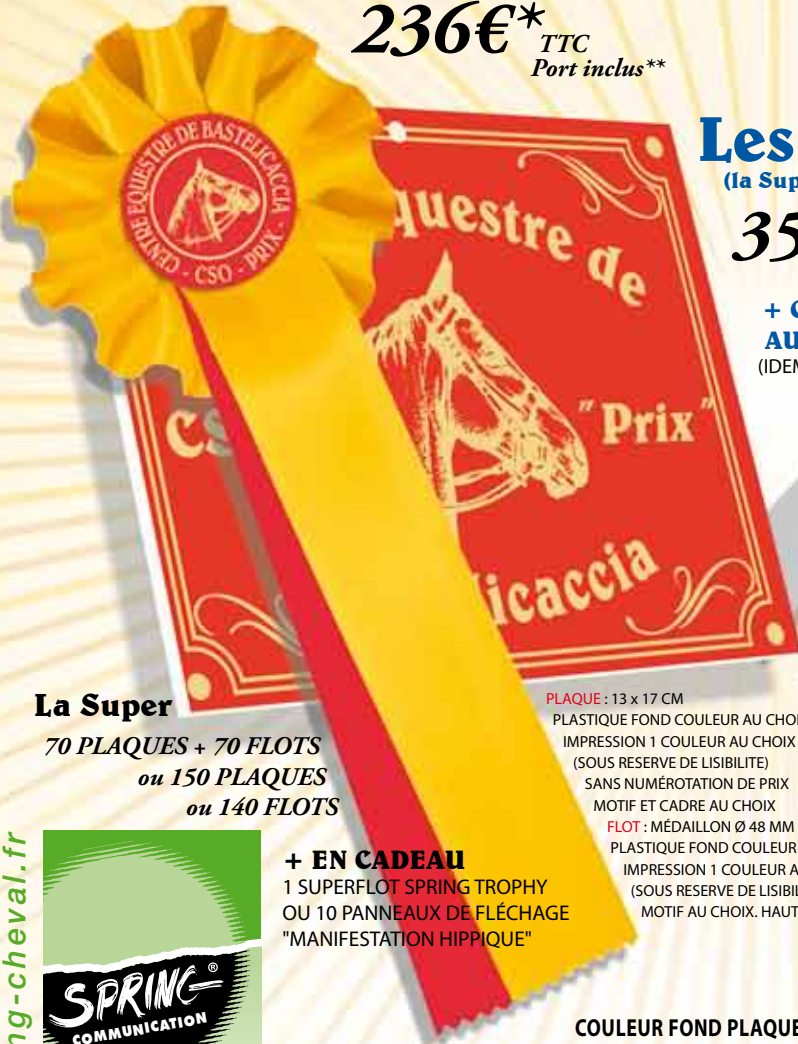 236€* TTC
Port inclus**
Les
(la Sup
35
+ C
AU
(IDEM
CENTRE EQUESTRE DE BASTELICACCIA
- CSO - PRIX -
questre de
"Prix"
icaccia
La Super
70 PLAQUES + 70 FLOTS
ou 150 PLAQUES
ou 140 FLOTS
+ EN CADEAU
1 SUPERFLOT SPRING TROPHY
OU 10 PANNEAUX DE FLÉCHAGE
"MANIFESTATION HIPPIQUE"
PLAQUE : 13 x 17 CM
PLASTIQUE FOND COULEUR AU CHOI
IMPRESSION 1 COULEUR AU CHOIX
(SOUS RESERVE DE LISIBILITE)
SANS NUMÉROTATION DE PRIX
MOTIF ET CADRE AU CHOIX
FLOT : MÉDAILLON Ø 48 MM
PLASTIQUE FOND COULEUR
IMPRESSION 1 COULEUR A
(SOUS RESERVE DE LISIBIL
MOTIF AU CHOIX. HAUT
COULEUR FOND PLAQUE
ng-cheval.fr
SPRING®
COMMUNICATION